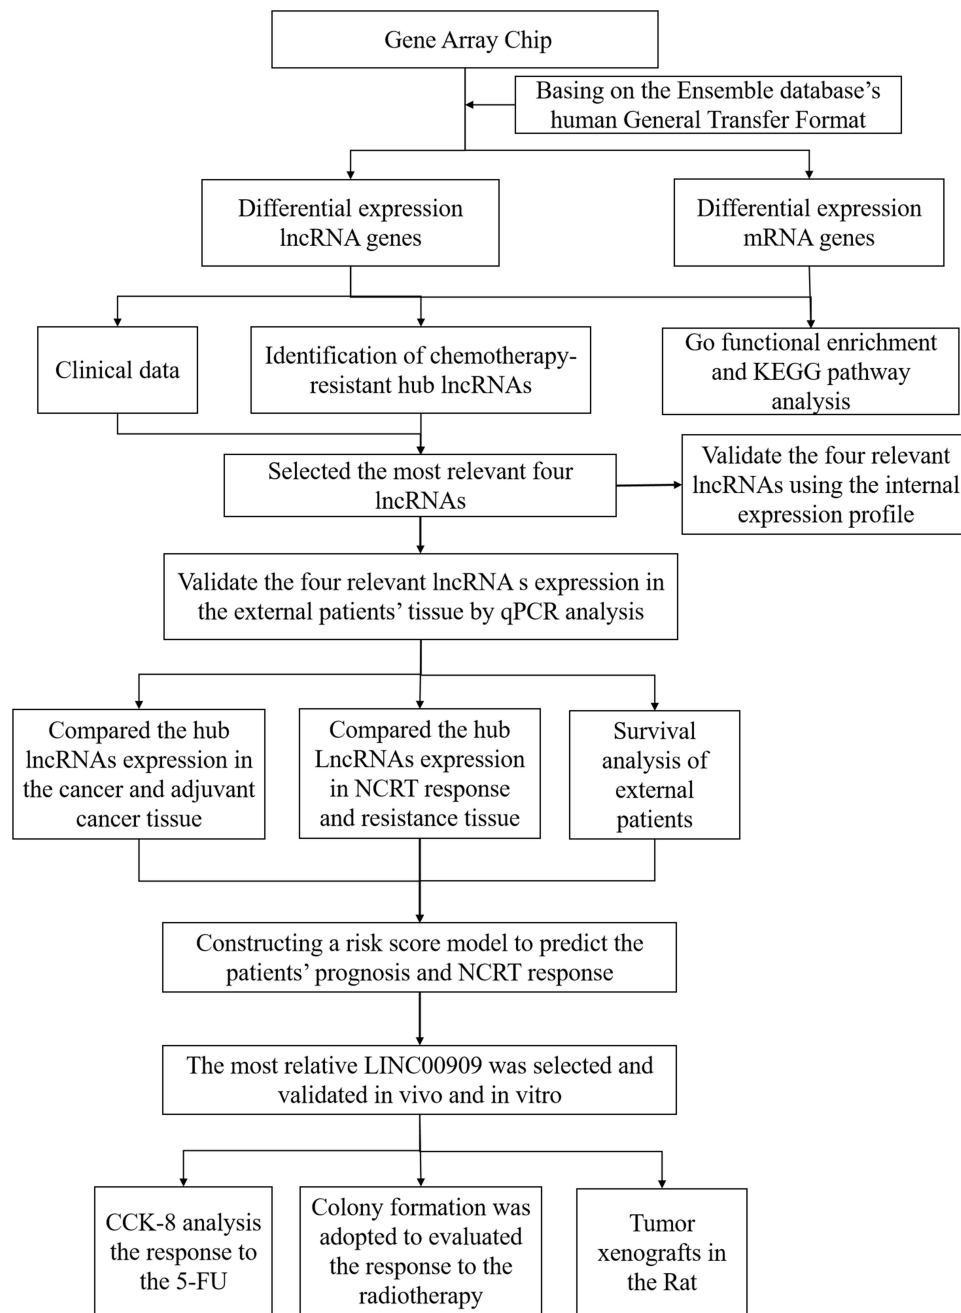 Gene Array Chip
Basing on the Ensemble database's
human General Transfer Format
Differential expression
lncRNA genes
Differential expression
mRNA genes
Clinical data
Identification of chemotherapy-
resistant hub lncRNAs
Go functional enrichment
and KEGG pathway
analysis
Selected the most relevant four
lncRNAs
Validate the four relevant
lncRNAs using the internal
expression profile
Validate the four relevant lncRNA s expression in
the external patients' tissue by qPCR analysis
Compared the hub
lncRNAs expression in
the cancer and adjuvant
cancer tissue
Compared the hub
LncRNAs expression
in NCRT response
and resistance tissue
Survival
analysis of
external
patients
Constructing a risk score model to predict the
patients' prognosis and NCRT response
The most relative LINC00909 was selected and
validated in vivo and in vitro
CCK-8 analysis
the response to
the 5-FU
Colony formation was
adopted to evaluated
the response to the
radiotherapy
Tumor
xenografts in
the Rat